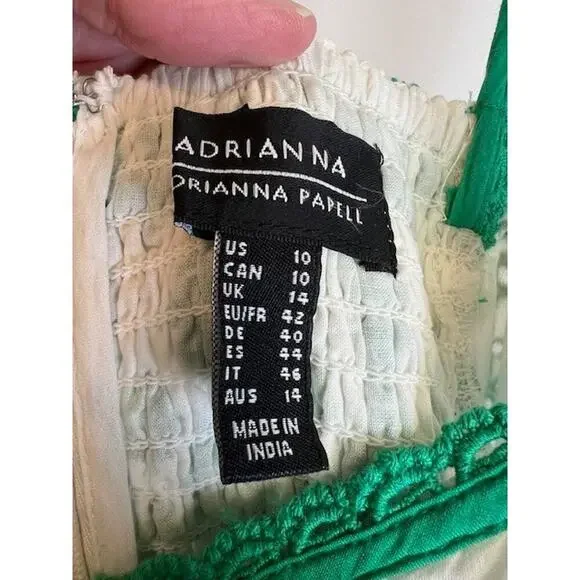 ADRIANNA
DRIANNA PAPELL
US 10
CAN 10
UK 14
EU/FR 42
DE 40
ES 44
IT 46
AUS 14
MADE IN
INDIA